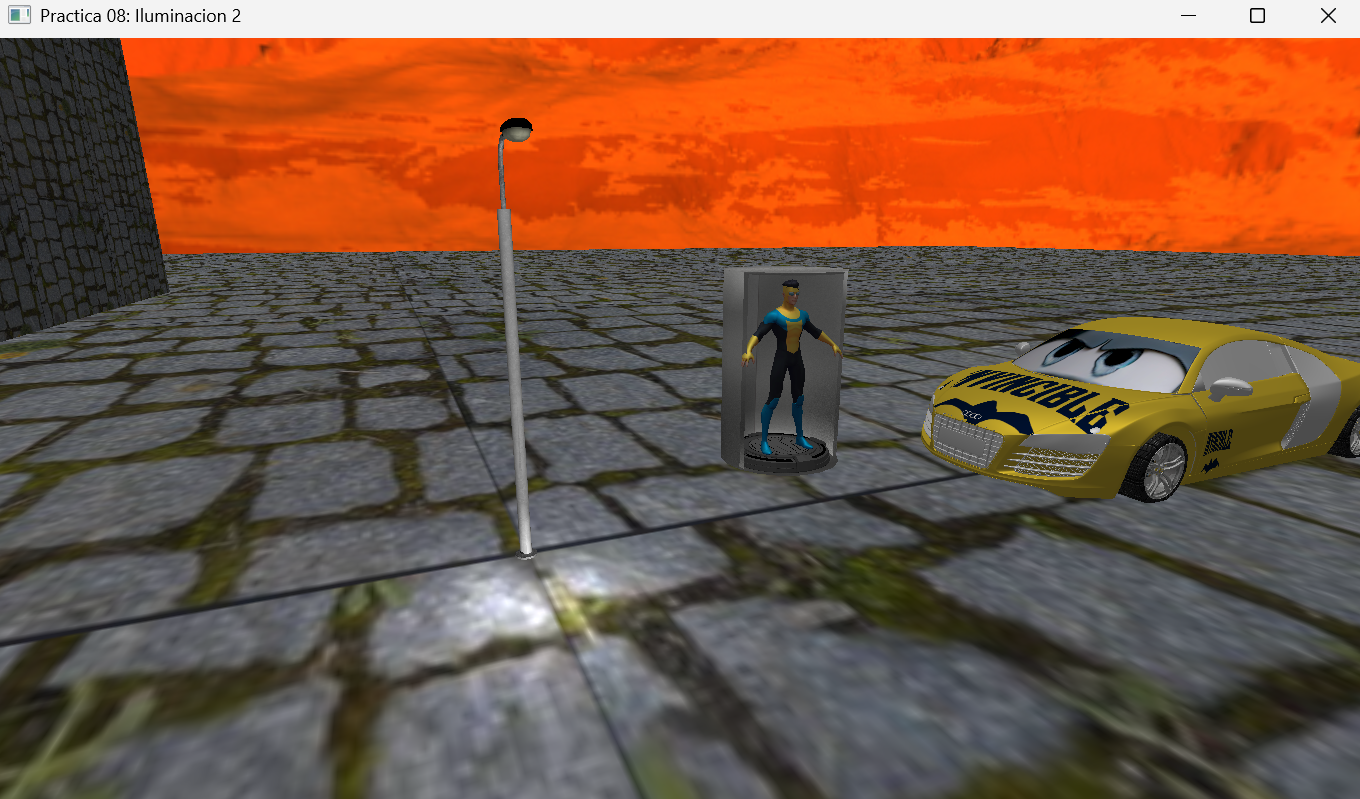 Practica 08: Iluminacion 2
INVINCIBLE